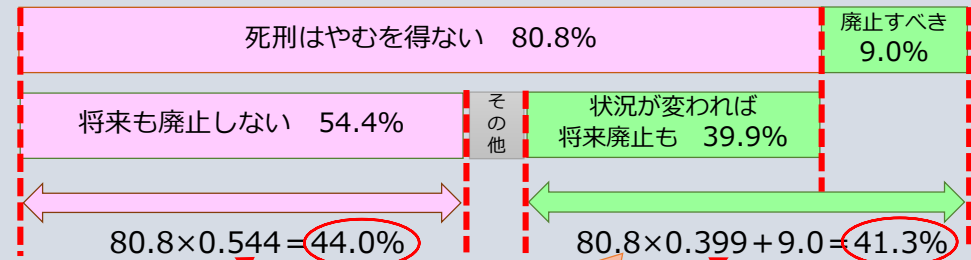 死刑はやむを得ない 80.8%
廃止すべき
9.0%
将来も廃止しない 54.4%
その他
状況が変われば
将来廃止も 39.9%
80.8×0.544=44.0%
80.8×0.399+9.0=41.3%